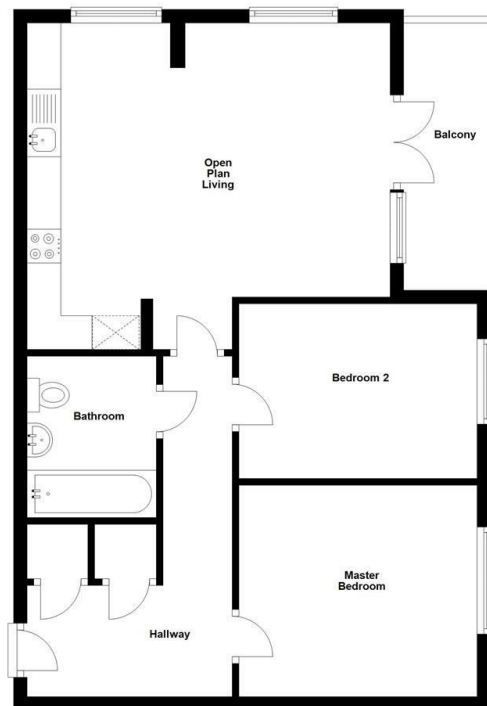 Open
Plan
Living
Balcony
Bedroom 2
Bathroom
Master
Bedroom
Hallway